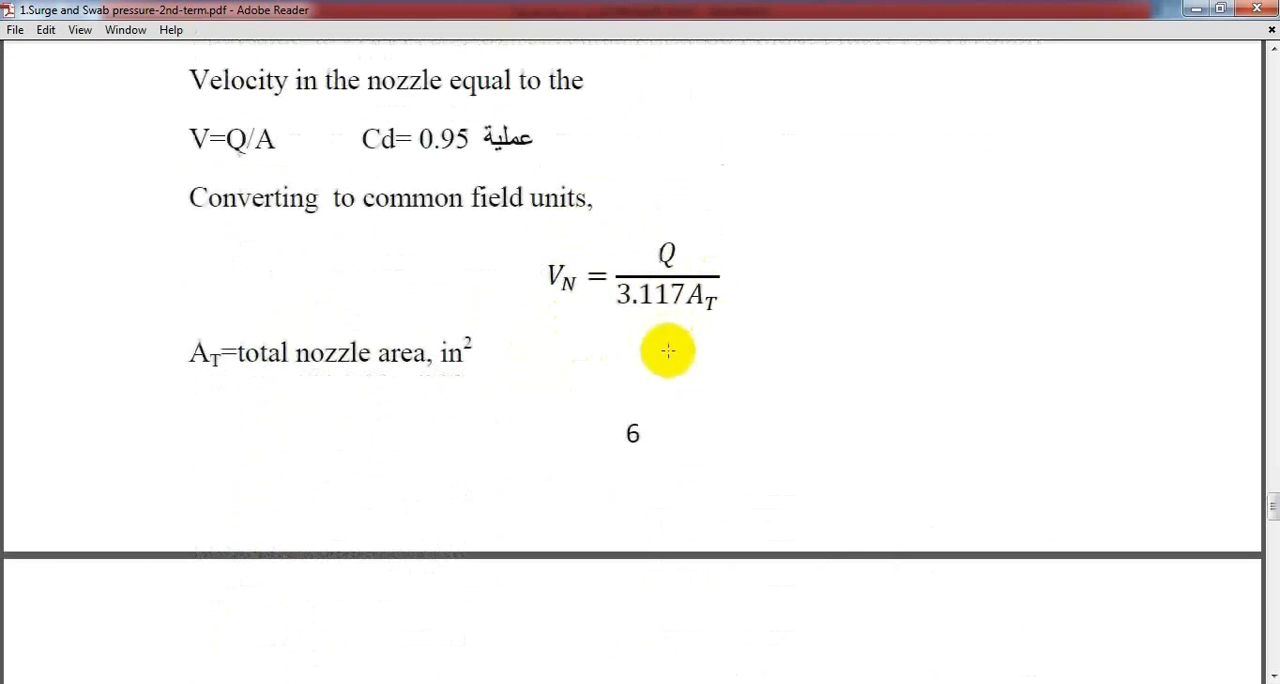 1.Surge and Swab pressure-2nd-term.pdf - Adobe Reader
File Edit View Window Help
Velocity in the nozzle equal to the
V=Q/A Cd= 0.95 عملية
Converting to common field units,
V_N = Q / 3.117A_T
A_T=total nozzle area, in²
6